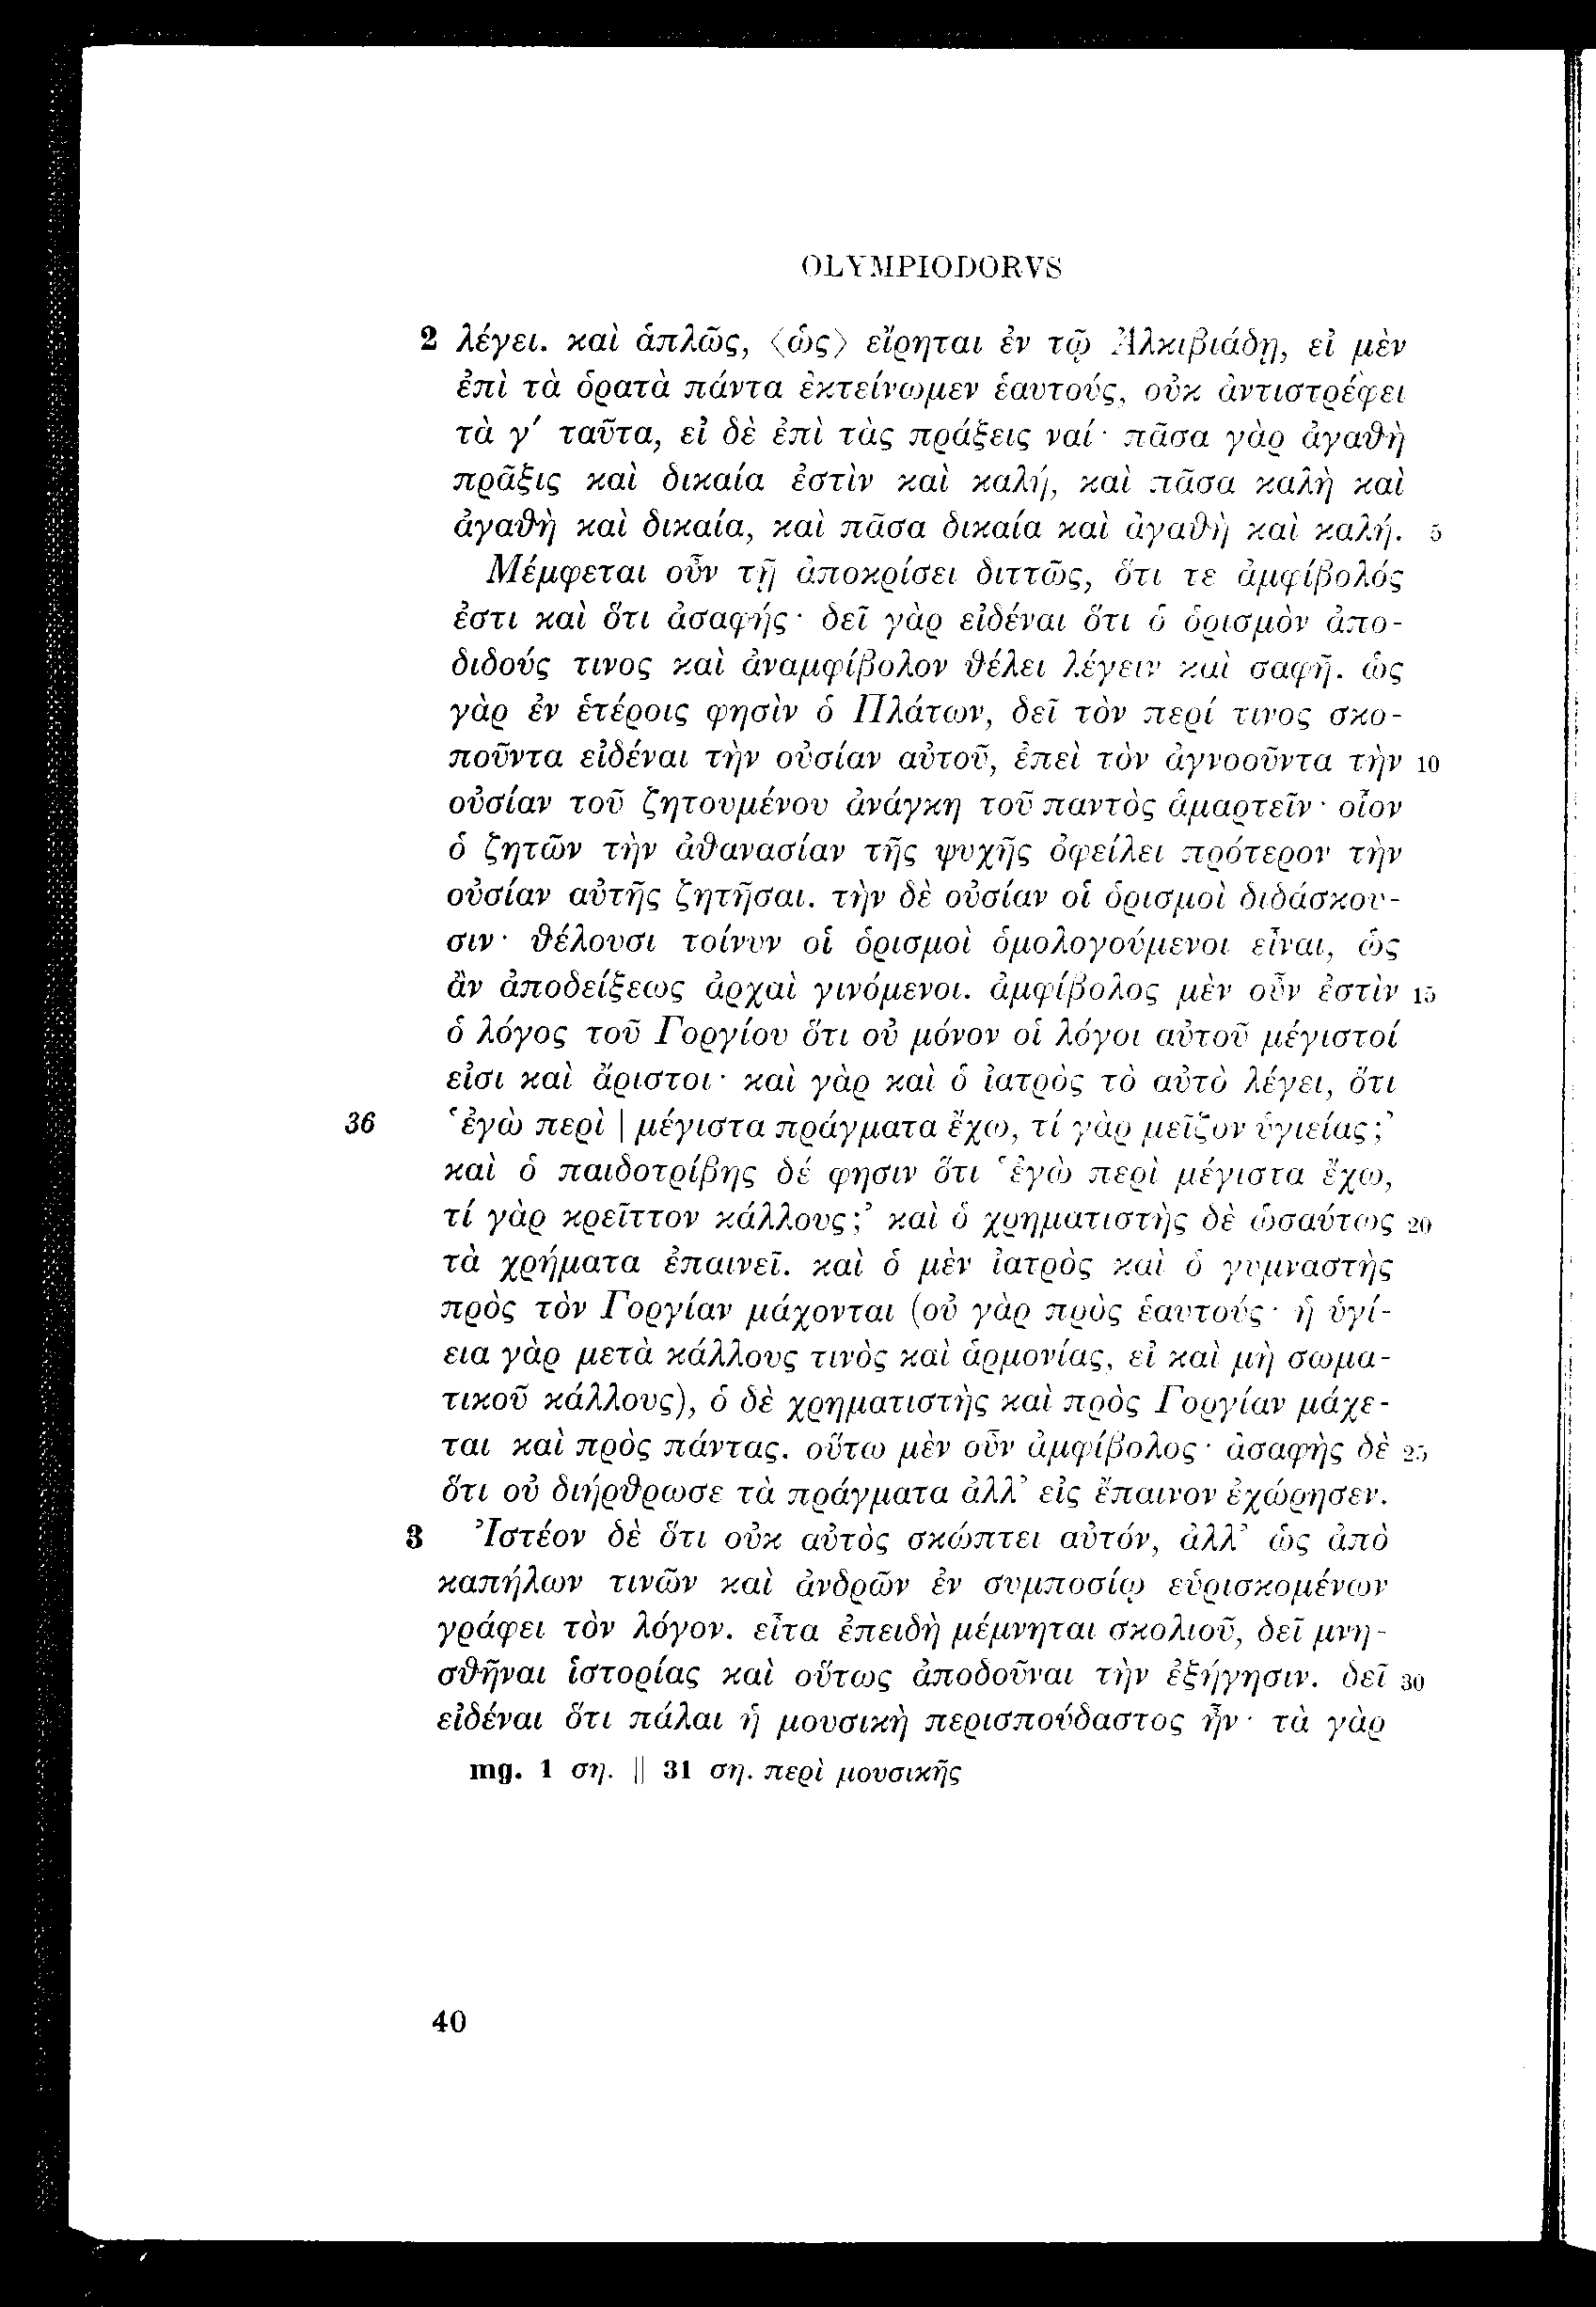 OLYMPIODORVS
2 λέγει. καὶ ἁπλῶς, ⟨ὡς⟩ εἴρηται ἐν τῷ Ἀλκιβιάδῃ, εἰ μὲν
ἐπὶ τὰ ὁρατὰ πάντα ἐκτείνωμεν ἑαυτούς, οὐκ ἀντιστρέφει
τὰ γ′ ταῦτα, εἰ δὲ ἐπὶ τὰς πράξεις ναί· πᾶσα γὰρ ἀγαθὴ
πρᾶξις καὶ δικαία ἐστὶν καὶ καλή, καὶ πᾶσα καλὴ καὶ
ἀγαθὴ καὶ δικαία, καὶ πᾶσα δικαία καὶ ἀγαθὴ καὶ καλή. 5
Μέμφεται οὖν τῇ ἀποκρίσει διττῶς, ὅτι τε ἀμφίβολός
ἐστι καὶ ὅτι ἀσαφής· δεῖ γὰρ εἰδέναι ὅτι ὁ ὁρισμὸν ἀπο-
διδούς τινος καὶ ἀναμφίβολον θέλει λέγειν καὶ σαφῆ. ὡς
γὰρ ἐν ἑτέροις φησὶν ὁ Πλάτων, δεῖ τὸν περί τινος σκο-
ποῦντα εἰδέναι τὴν οὐσίαν αὐτοῦ, ἐπεὶ τὸν ἀγνοοῦντα τὴν 10
οὐσίαν τοῦ ζητουμένου ἀνάγκη τοῦ παντὸς ἁμαρτεῖν· οἷον
ὁ ζητῶν τὴν ἀθανασίαν τῆς ψυχῆς ὀφείλει πρότερον τὴν
οὐσίαν αὐτῆς ζητῆσαι. τὴν δὲ οὐσίαν οἱ ὁρισμοὶ διδάσκου-
σιν· θέλουσι τοίνυν οἱ ὁρισμοὶ ὁμολογούμενοι εἶναι, ὡς
ἂν ἀποδείξεως ἀρχαὶ γινόμενοι. ἀμφίβολος μὲν οὖν ἐστὶν 15
ὁ λόγος τοῦ Γοργίου ὅτι οὐ μόνον οἱ λόγοι αὐτοῦ μέγιστοί
εἰσι καὶ ἄριστοι· καὶ γὰρ καὶ ὁ ἰατρὸς τὸ αὐτὸ λέγει, ὅτι
36 ‘ἐγὼ περὶ | μέγιστα πράγματα ἔχω, τί γὰρ μεῖζον ὑγιείας;’
καὶ ὁ παιδοτρίβης δέ φησιν ὅτι ‘ἐγὼ περὶ μέγιστα ἔχω,
τί γὰρ κρεῖττον κάλλους;’ καὶ ὁ χρηματιστὴς δὲ ὡσαύτως 20
τὰ χρήματα ἐπαινεῖ. καὶ ὁ μὲν ἰατρὸς καὶ ὁ γυμναστὴς
πρὸς τὸν Γοργίαν μάχονται (οὐ γὰρ πρὸς ἑαυτούς· ἡ ὑγί-
εια γὰρ μετὰ κάλλους τινὸς καὶ ἁρμονίας, εἰ καὶ μὴ σωμα-
τικοῦ κάλλους), ὁ δὲ χρηματιστὴς καὶ πρὸς Γοργίαν μάχε-
ται καὶ πρὸς πάντας. οὕτω μὲν οὖν ἀμφίβολος· ἀσαφὴς δὲ 25
ὅτι οὐ διήρθρωσε τὰ πράγματα ἀλλ’ εἰς ἔπαινον ἐχώρησεν.
3 Ἰστέον δὲ ὅτι οὐκ αὐτὸς σκώπτει αὐτόν, ἀλλ’ ὡς ἀπὸ
καπήλων τινῶν καὶ ἀνδρῶν ἐν συμποσίῳ εὑρισκομένων
γράφει τὸν λόγον. εἶτα ἐπειδὴ μέμνηται σκολιοῦ, δεῖ μνη-
σθῆναι ἱστορίας καὶ οὕτως ἀποδοῦναι τὴν ἐξήγησιν. δεῖ 30
εἰδέναι ὅτι πάλαι ἡ μουσικὴ περισπούδαστος ἦν· τὰ γὰρ
mg. 1 ση. || 31 ση. περὶ μουσικῆς
40